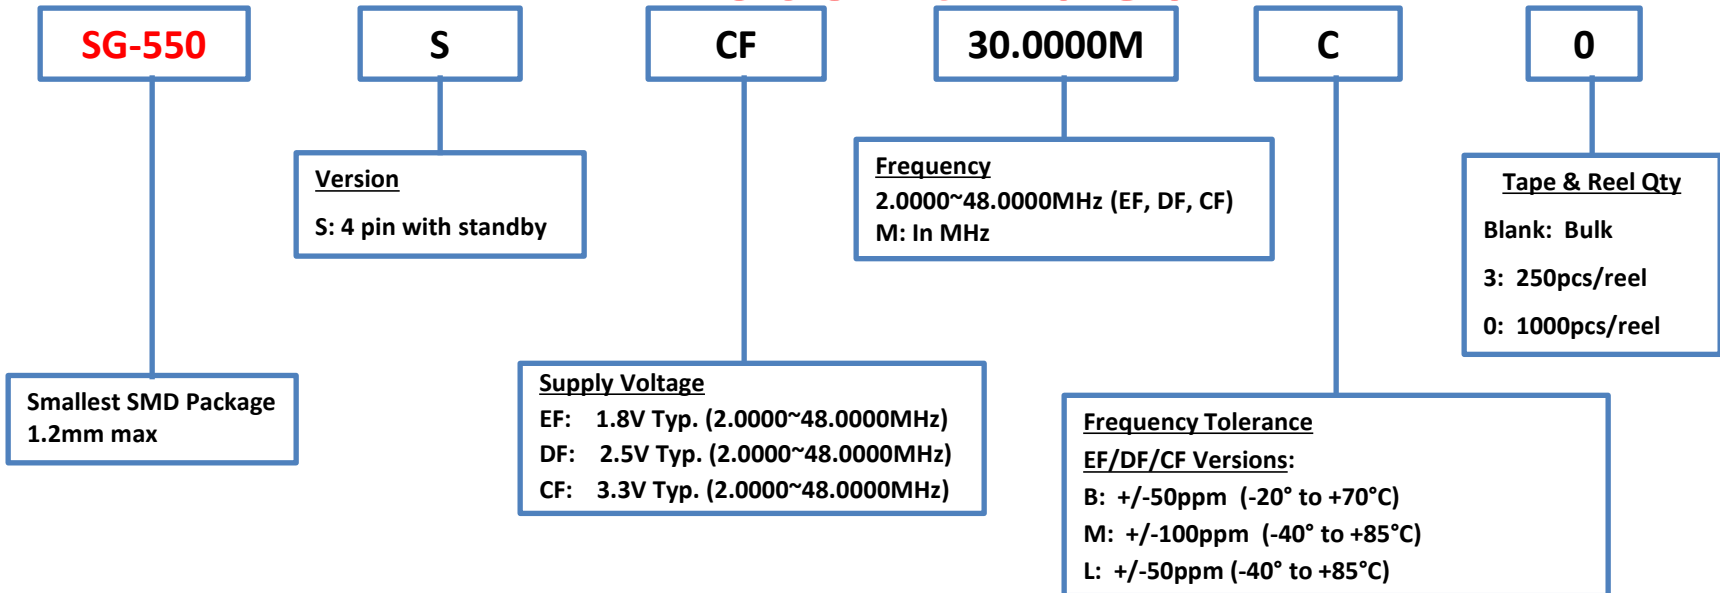 SG-550
S
CF
30.0000M
C
0
Version
S: 4 pin with standby
Frequency
2.0000~48.0000MHz (EF, DF, CF)
M: In MHz
Tape & Reel Qty
Blank: Bulk
3: 250pcs/reel
0: 1000pcs/reel
Smallest SMD Package
1.2mm max
Supply Voltage
EF: 1.8V Typ. (2.0000~48.0000MHz)
DF: 2.5V Typ. (2.0000~48.0000MHz)
CF: 3.3V Typ. (2.0000~48.0000MHz)
Frequency Tolerance
EF/DF/CF Versions:
B: +/-50ppm (-20° to +70°C)
M: +/-100ppm (-40° to +85°C)
L: +/-50ppm (-40° to +85°C)